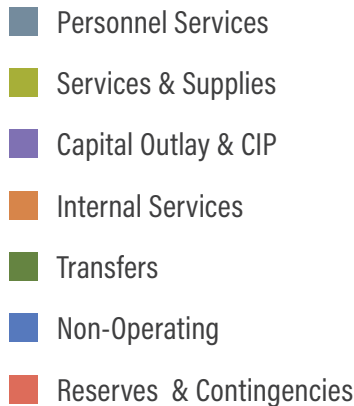 Personnel Services
Services & Supplies
Capital Outlay & CIP
Internal Services
Transfers
Non-Operating
Reserves & Contingencies